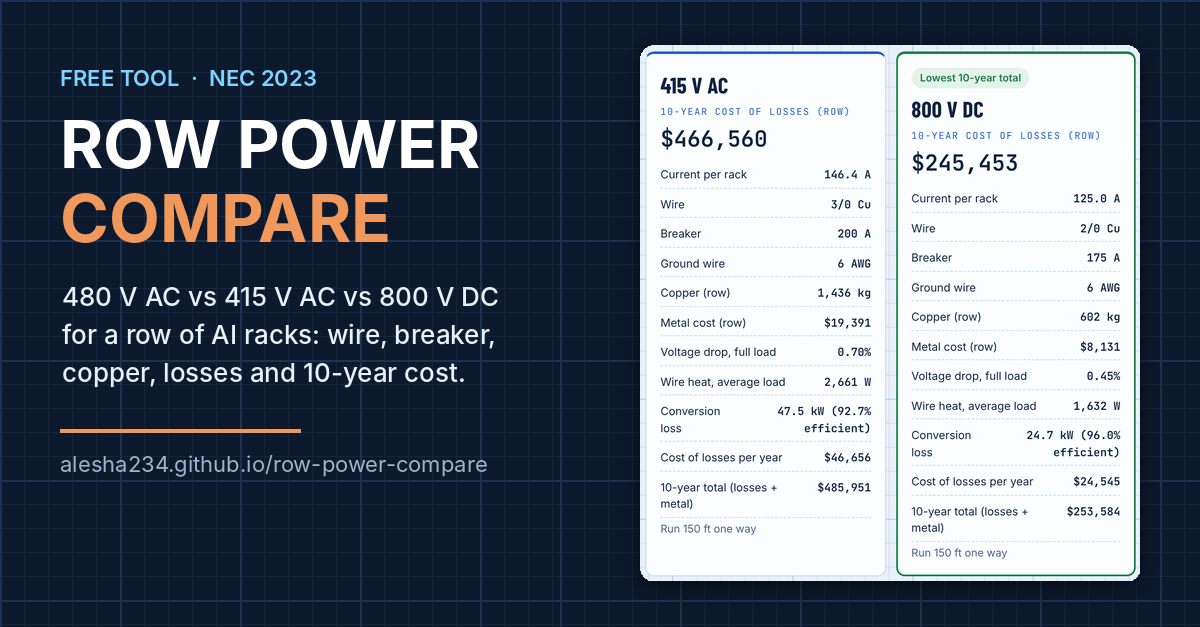 FREE TOOL · NEC 2023
ROW POWER
COMPARE
480 V AC vs 415 V AC vs 800 V DC
for a row of AI racks: wire, breaker,
copper, losses and 10-year cost.
alesha234.github.io/row-power-compare
415 V AC
10-YEAR COST OF LOSSES (ROW)
$466,560
Current per rack 146.4 A
Wire 3/0 Cu
Breaker 200 A
Ground wire 6 AWG
Copper (row) 1,436 kg
Metal cost (row) $19,391
Voltage drop, full load 0.70%
Wire heat, average load 2,661 W
Conversion 47.5 kW (92.7%
loss efficient)
Cost of losses per year $46,656
10-year total (losses + $485,951
metal)
Run 150 ft one way
Lowest 10-year total
800 V DC
10-YEAR COST OF LOSSES (ROW)
$245,453
Current per rack 125.0 A
Wire 2/0 Cu
Breaker 175 A
Ground wire 6 AWG
Copper (row) 602 kg
Metal cost (row) $8,131
Voltage drop, full load 0.45%
Wire heat, average load 1,632 W
Conversion 24.7 kW (96.0%
loss efficient)
Cost of losses per year $24,545
10-year total (losses + $253,584
metal)
Run 150 ft one way